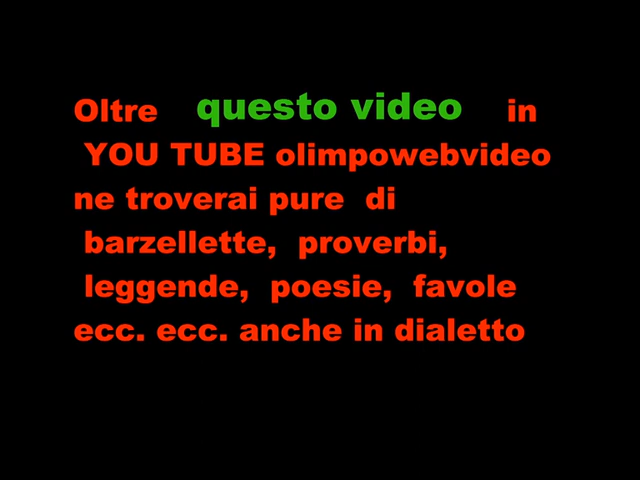 Oltre questo video in
YOU TUBE olimpowebvideo
ne troverai pure di
barzellette, proverbi,
leggende, poesie, favole
ecc. ecc. anche in dialetto